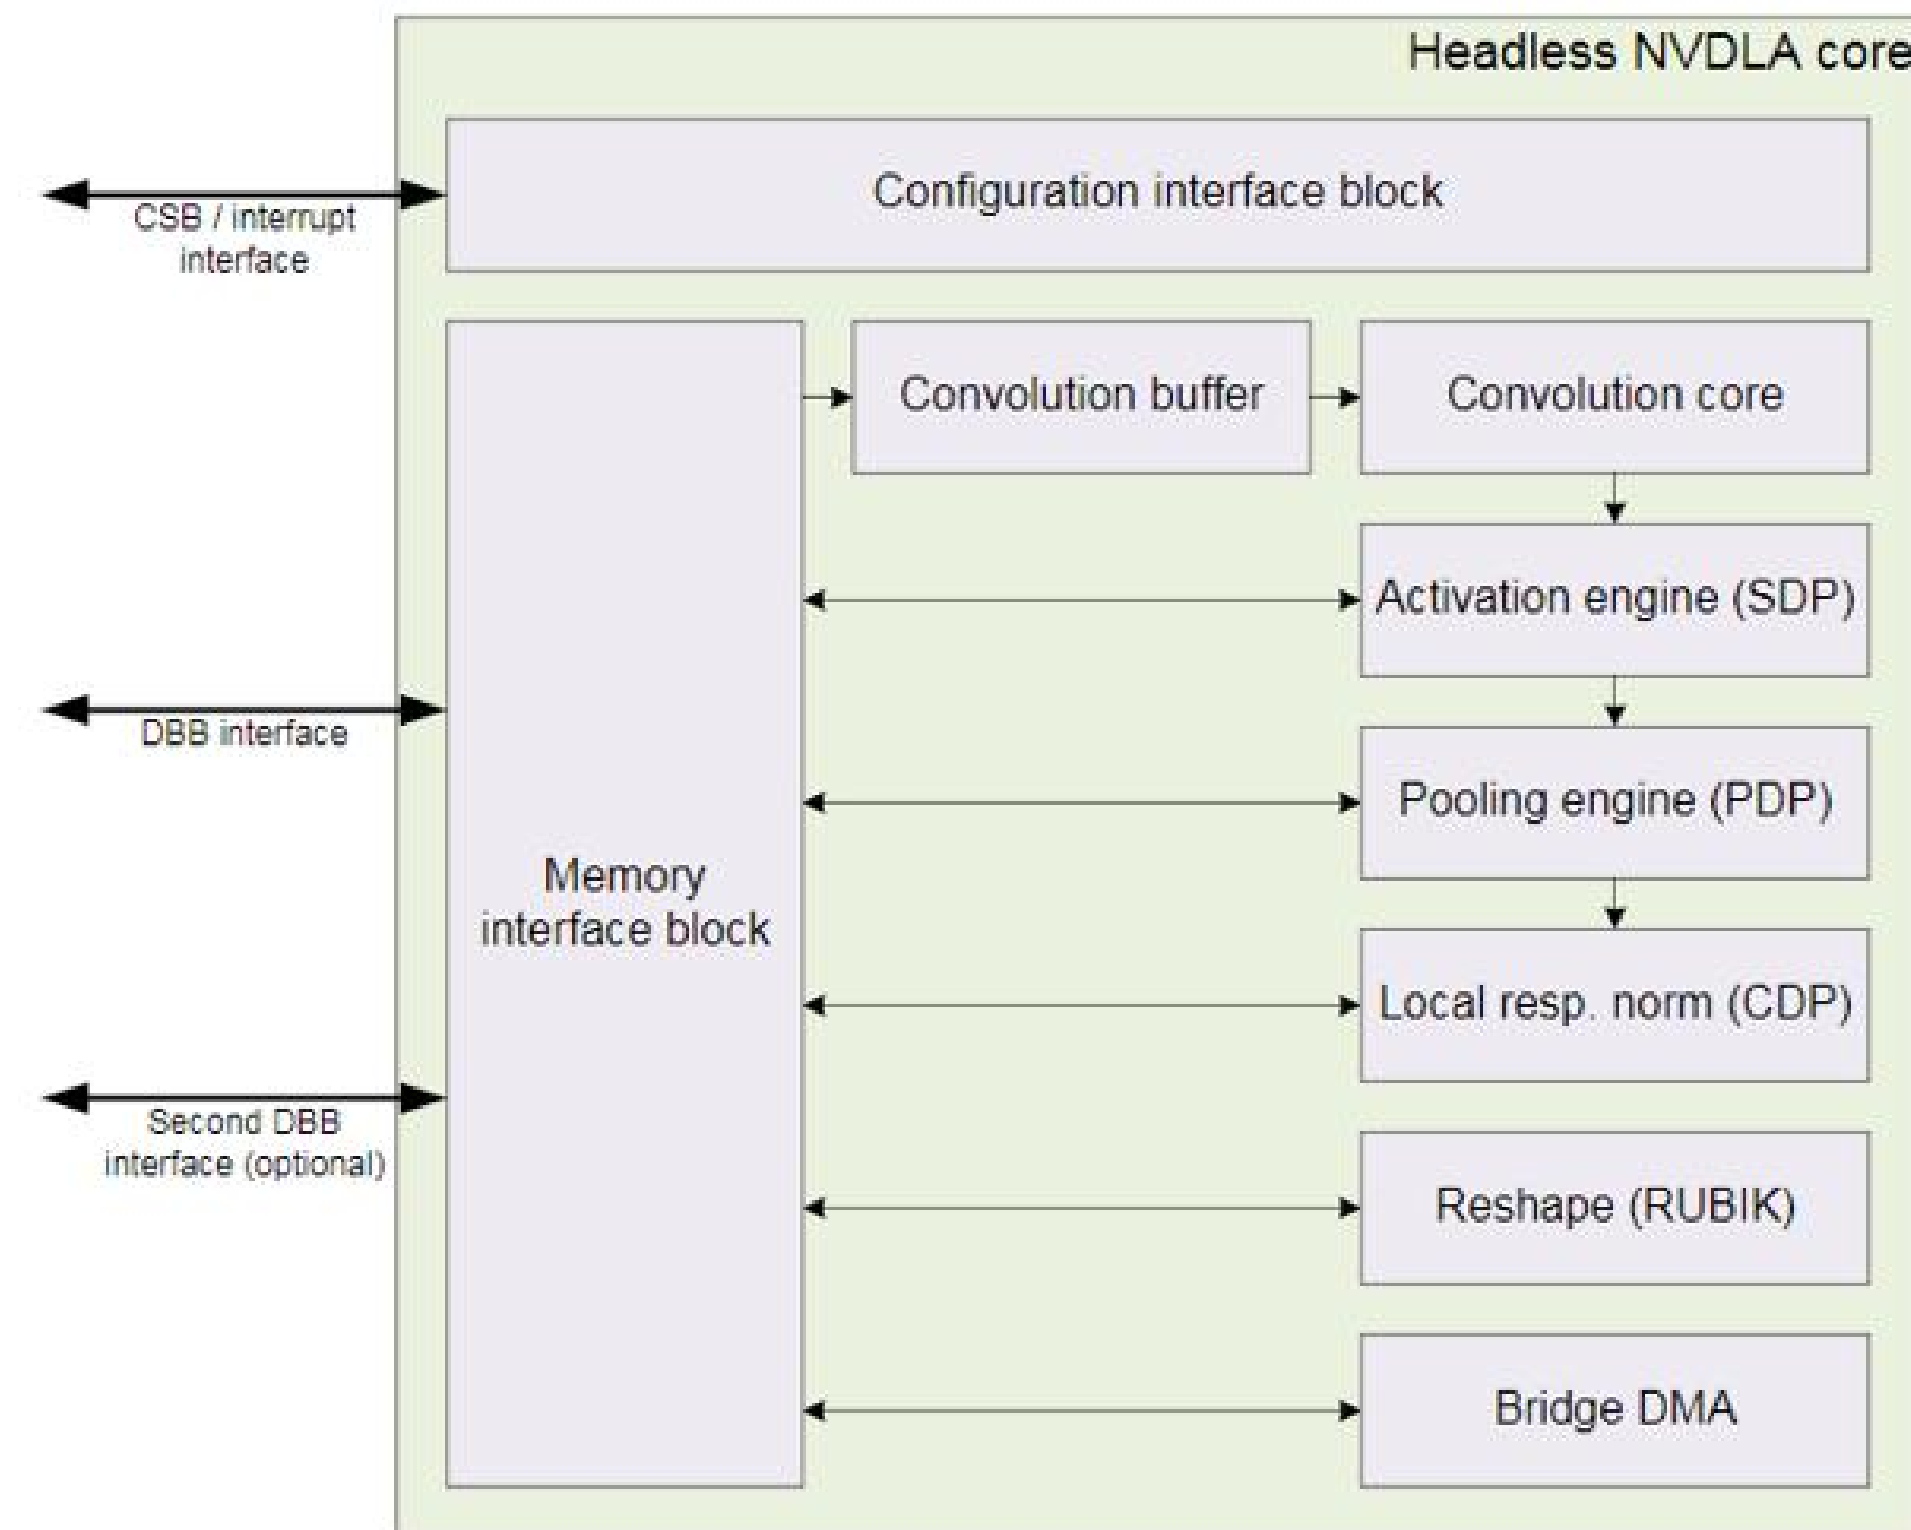 Headless NVDLA core
Configuration interface block
CSB / interrupt
interface
Convolution buffer
Convolution core
Activation engine (SDP)
DBB interface
Pooling engine (PDP)
Memory
interface block
Local resp. norm (CDP)
Second DBB
interface (optional)
Reshape (RUBIK)
Bridge DMA